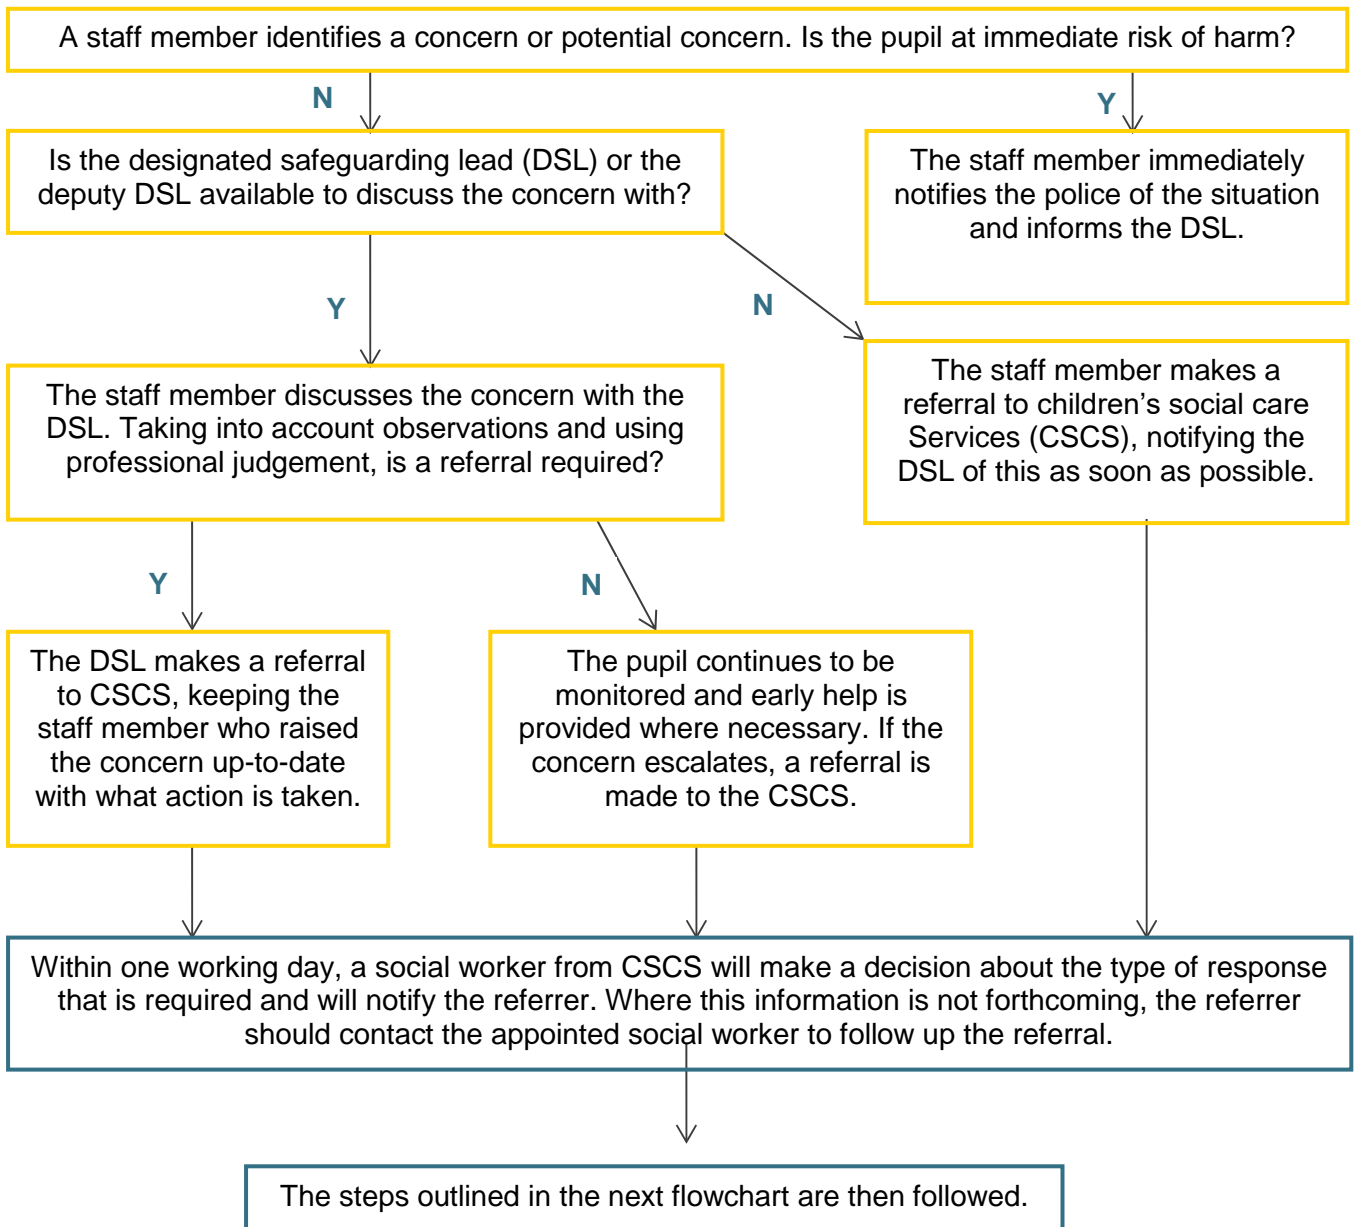 A staff member identifies a concern or potential concern. Is the pupil at immediate risk of harm?
N
Y
Is the designated safeguarding lead (DSL) or the
deputy DSL available to discuss the concern with?
The staff member immediately
notifies the police of the situation
and informs the DSL.
Y
N
The staff member discusses the concern with the
DSL. Taking into account observations and using
professional judgement, is a referral required?
The staff member makes a
referral to children’s social care
Services (CSCS), notifying the
DSL of this as soon as possible.
Y
N
The DSL makes a referral
to CSCS, keeping the
staff member who raised
the concern up-to-date
with what action is taken.
The pupil continues to be
monitored and early help is
provided where necessary. If the
concern escalates, a referral is
made to the CSCS.
Within one working day, a social worker from CSCS will make a decision about the type of response
that is required and will notify the referrer. Where this information is not forthcoming, the referrer
should contact the appointed social worker to follow up the referral.
The steps outlined in the next flowchart are then followed.